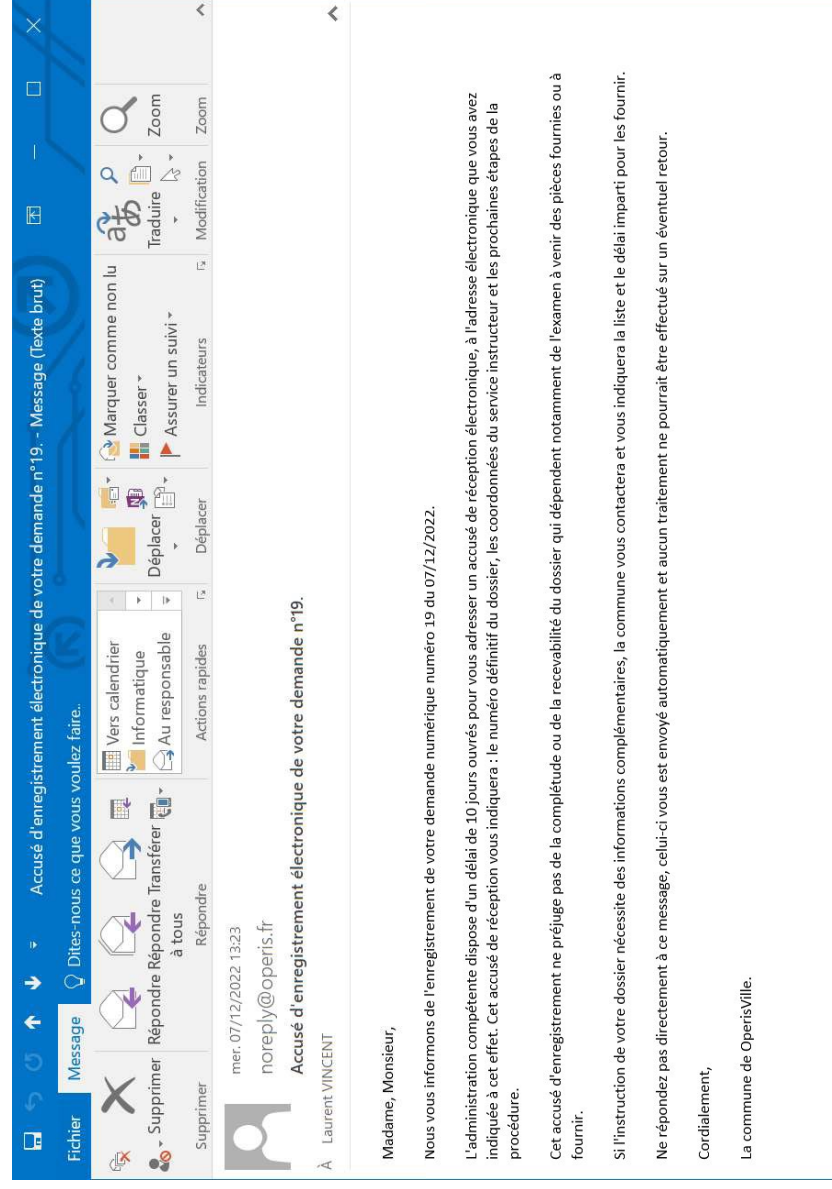 Accusé d'enregistrement électronique de votre demande n°19. - Message (Texte brut)
Fichier
Message
Dites-nous ce que vous voulez faire..
Supprimer
Répondre
Répondre à tous
Transférer
Vers calendrier
Informatique
Au responsable
Déplacer
Marquer comme non lu
Classer
Assurer un suivi
Traduire
Zoom
Supprimer
Répondre
Actions rapides
Déplacer
Indicateurs
Modification
Zoom
mer. 07/12/2022 13:23
noreply@operis.fr
Accusé d'enregistrement électronique de votre demande n°19.
À Laurent VINCENT
Madame, Monsieur,
Nous vous informons de l'enregistrement de votre demande numérique numéro 19 du 07/12/2022.
L'administration compétente dispose d'un délai de 10 jours ouvrés pour vous adresser un accusé de réception électronique, à l'adresse électronique que vous avez
indiquée à cet effet. Cet accusé de réception vous indiquera : le numéro définitif du dossier, les coordonnées du service instructeur et les prochaines étapes de la
procédure.
Cet accusé d'enregistrement ne préjuge pas de la complétude ou de la recevabilité du dossier qui dépendent notamment de l'examen à venir des pièces fournies ou à
fournir.
Si l'instruction de votre dossier nécessite des informations complémentaires, la commune vous contactera et vous indiquera la liste et le délai imparti pour les fournir.
Ne répondez pas directement à ce message, celui-ci vous est envoyé automatiquement et aucun traitement ne pourrait être effectué sur un éventuel retour.
Cordialement,
La commune de OperisVille.